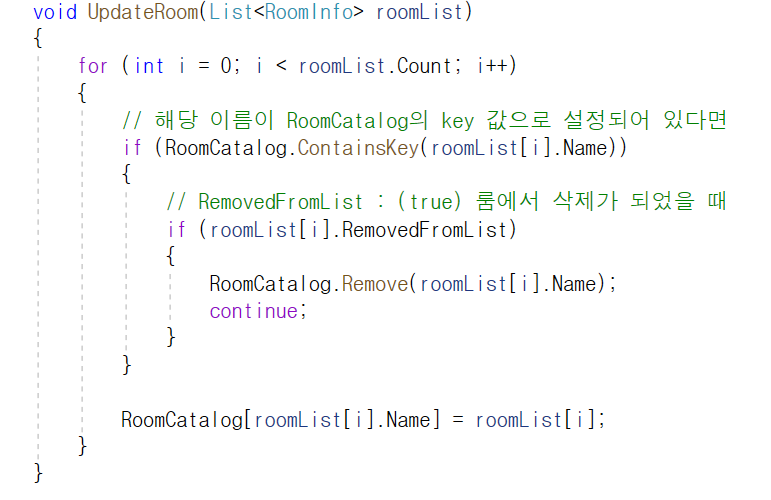 void UpdateRoom(List<RoomInfo> roomList)
{
for (int i = 0; i < roomList.Count; i++)
{
// 해당 이름이 RoomCatalog의 key 값으로 설정되어 있다면
if (RoomCatalog.ContainsKey(roomList[i].Name))
{
// RemovedFromList : (true) 룸에서 삭제가 되었을 때
if (roomList[i].RemovedFromList)
{
RoomCatalog.Remove(roomList[i].Name);
continue;
}
}
RoomCatalog[roomList[i].Name] = roomList[i];
}
}